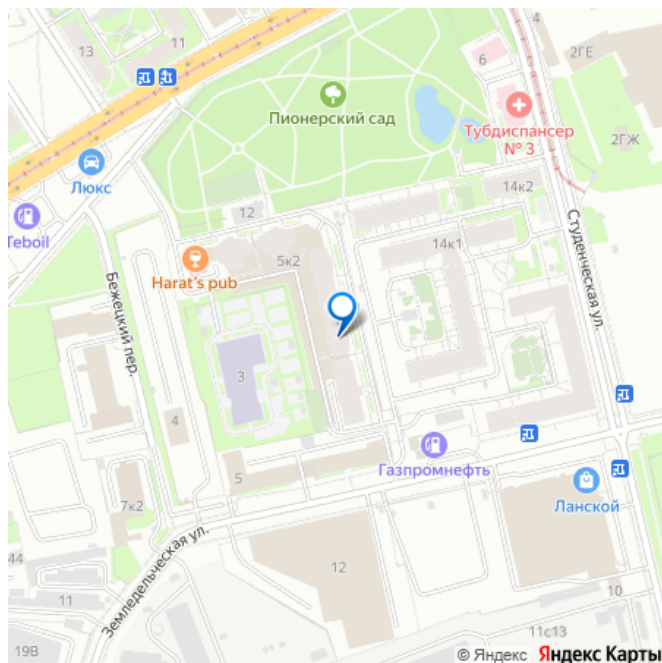 4
13
11
2ГЕ
6
Пионерский сад
Тубдиспансер
№ 3
2ГЖ
Люкс
14к2
12
Teboil
14к1
Студенческая ул.
5к2
Harat's pub
Бежецкий пер.
3
4
Газпромнефть
5
Ланской
7к2
Земледельческая ул.
44
12
10
11
11с13
19В
© Яндекс Яндекс Карты